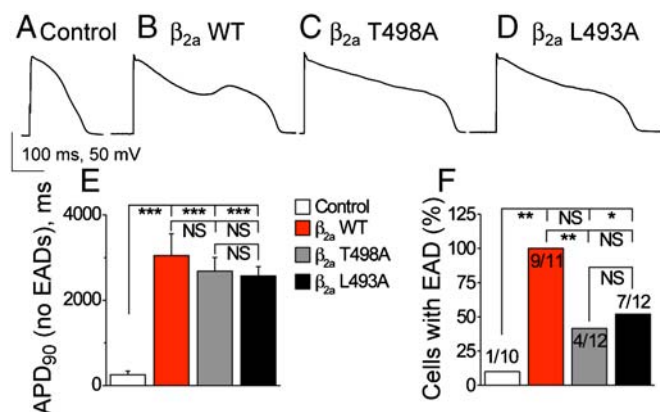 A Control
B β2a WT
C β2a T498A
D β2a L493A
100 ms, 50 mV
E
APD90 (no EADs), ms
4000
2000
0
*** *** ***
NS NS
NS
Control
β2a WT
β2a T498A
β2a L493A
F
Cells with EAD (%)
125
100
75
50
25
0
** NS *
** NS
NS
1/10
9/11
4/12
7/12